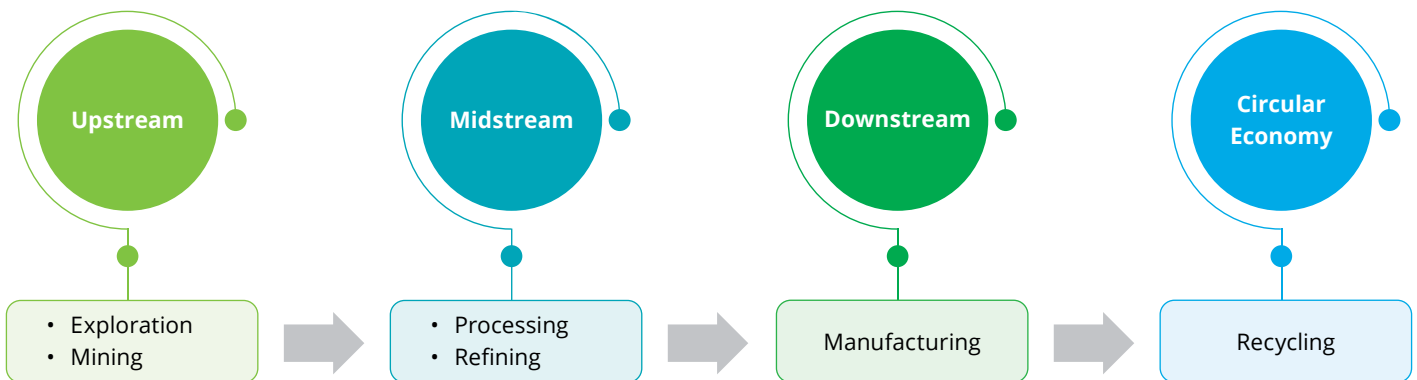 Upstream
Midstream
Downstream
Circular
Economy
• Exploration
• Mining
• Processing
• Refining
Manufacturing
Recycling